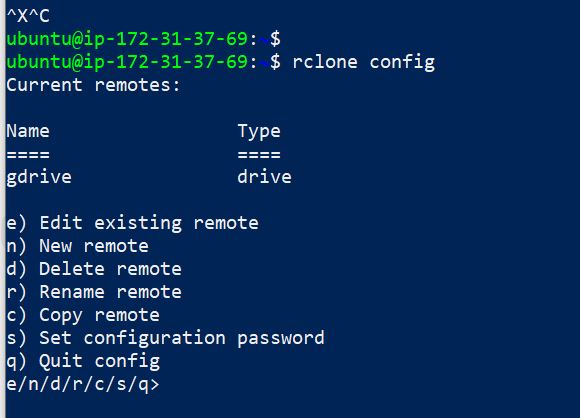 ^X^C
ubuntu@ip-172-31-37-69:~$
ubuntu@ip-172-31-37-69:~$ rclone config
Current remotes:
Name                 Type
====                 ====
gdrive               drive
e) Edit existing remote
n) New remote
d) Delete remote
r) Rename remote
c) Copy remote
s) Set configuration password
q) Quit config
e/n/d/r/c/s/q>